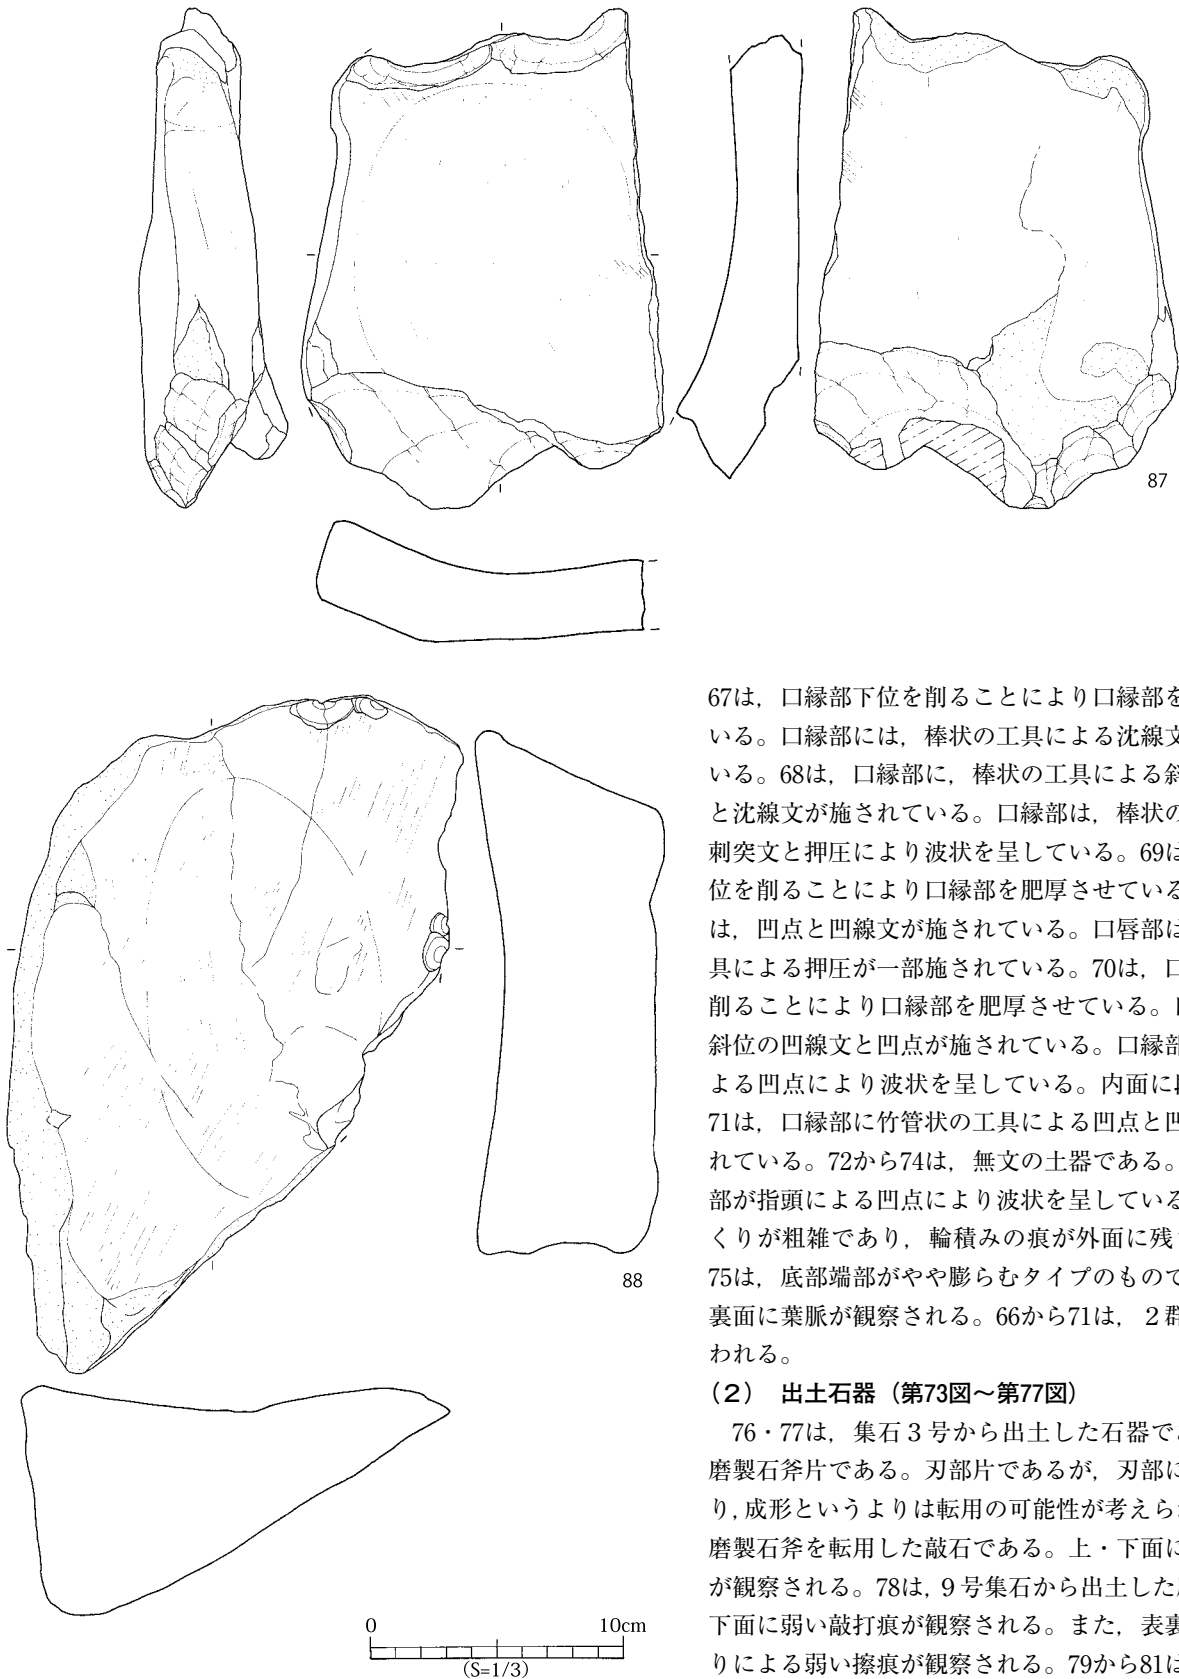 87
67は，口縁部下位を削ることにより口縁部を
いる。口縁部には，棒状の工具による沈線文
いる。68は，口縁部に，棒状の工具による斜
と沈線文が施されている。口縁部は，棒状の
刺突文と押圧により波状を呈している。69は
位を削ることにより口縁部を肥厚させている
は，凹点と凹線文が施されている。口唇部は
具による押圧が一部施されている。70は，口
削ることにより口縁部を肥厚させている。
斜位の凹線文と凹点が施されている。口縁部
よる凹点により波状を呈している。内面に
71は，口縁部に竹管状の工具による凹点と凹
れている。72から74は，無文の土器である。
部が指頭による凹点により波状を呈している
くりが粗雑であり，輪積みの痕が外面に残
75は，底部端部がやや膨らむタイプのもので
裏面に葉脈が観察される。66から71は，２群
われる。
88
（２）　出土石器（第73図～第77図）
76・77は，集石３号から出土した石器で
磨製石斧片である。刃部片であるが，刃部に
り，成形というよりは転用の可能性が考えら
磨製石斧を転用した敲石である。上・下面に
が観察される。78は，９号集石から出土した
下面に弱い敲打痕が観察される。また，表裏
りによる弱い擦痕が観察される。79から81は
0 10cm
(S=1/3)